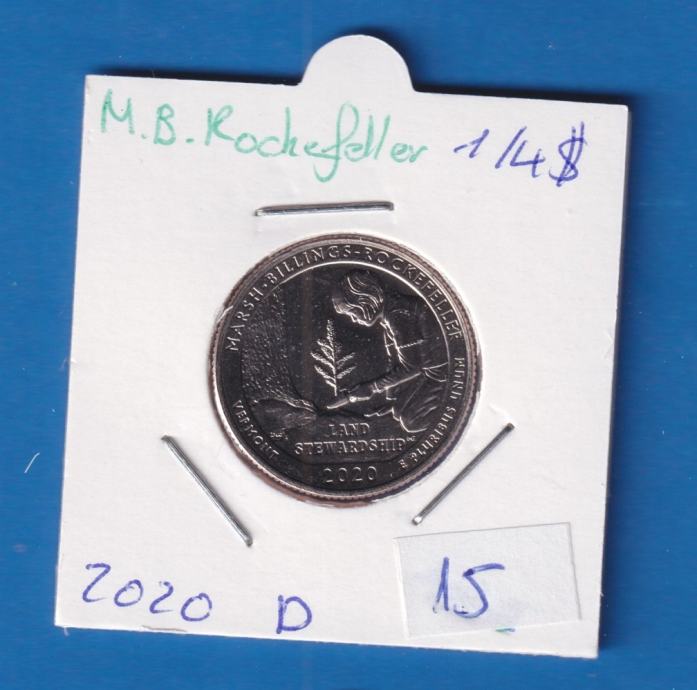 M.B. Rockefeller 1/4$
MARSH-BILLINGS-ROCKEFELLER
VERMONT
LAND
STEWARDSHIP
E PLURIBUS UNUM
2020
2020 D
15